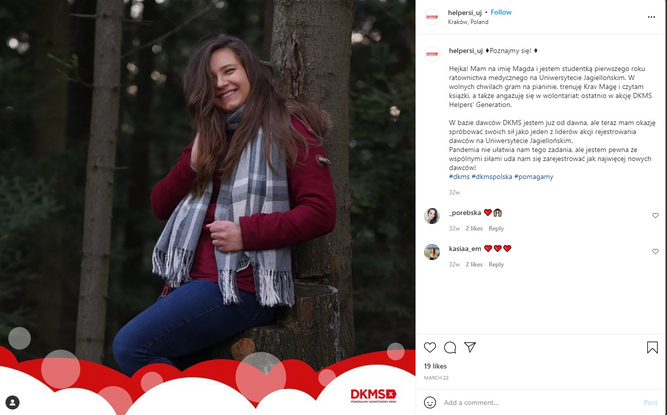 helpersi_uj • Follow
Kraków, Poland
helpersi_uj ♦Poznajmy się! ♦
Hejka! Mam na imię Magda i jestem studentką pierwszego roku
ratownictwa medycznego na Uniwersytecie Jagiellońskim. W
wolnych chwilach gram na pianinie, trenuję Krav Magę i czytam
książki, a także angażuję się w wolontariat; ostatnio w akcję DKMS
Helpers' Generation.
W bazie dawców DKMS jestem już od dawna, ale teraz mam okazję
spróbować swoich sił jako jeden z liderów akcji rejestrowania
dawców na Uniwersytecie Jagiellońskim.
Pandemia nie ułatwia nam tego zadania, ale jestem pewna że
wspólnymi siłami uda nam się zarejestrować jak najwięcej nowych
dawców!
#dkms #dkmspolska #pomagamy
32w
_porebska ❤️
32w 2 likes Reply
kasiaa_em ❤️❤️❤️
32w 2 likes Reply
19 likes
MARCH 22
Add a comment... Post
DKMS